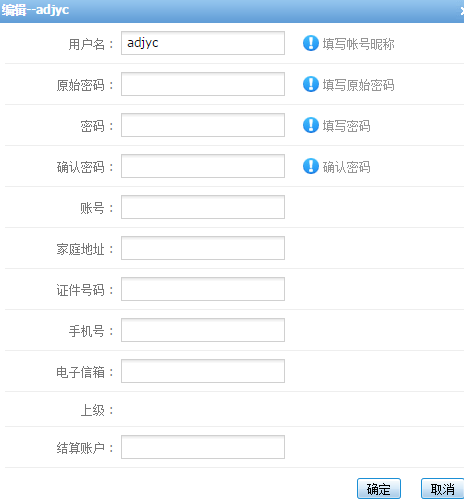 编辑--adjyc
用户名： adjyc 填写帐号昵称
原始密码： 填写原始密码
密码： 填写密码
确认密码： 确认密码
账号：
家庭地址：
证件号码：
手机号：
电子信箱：
上级：
结算账户：
确定 取消